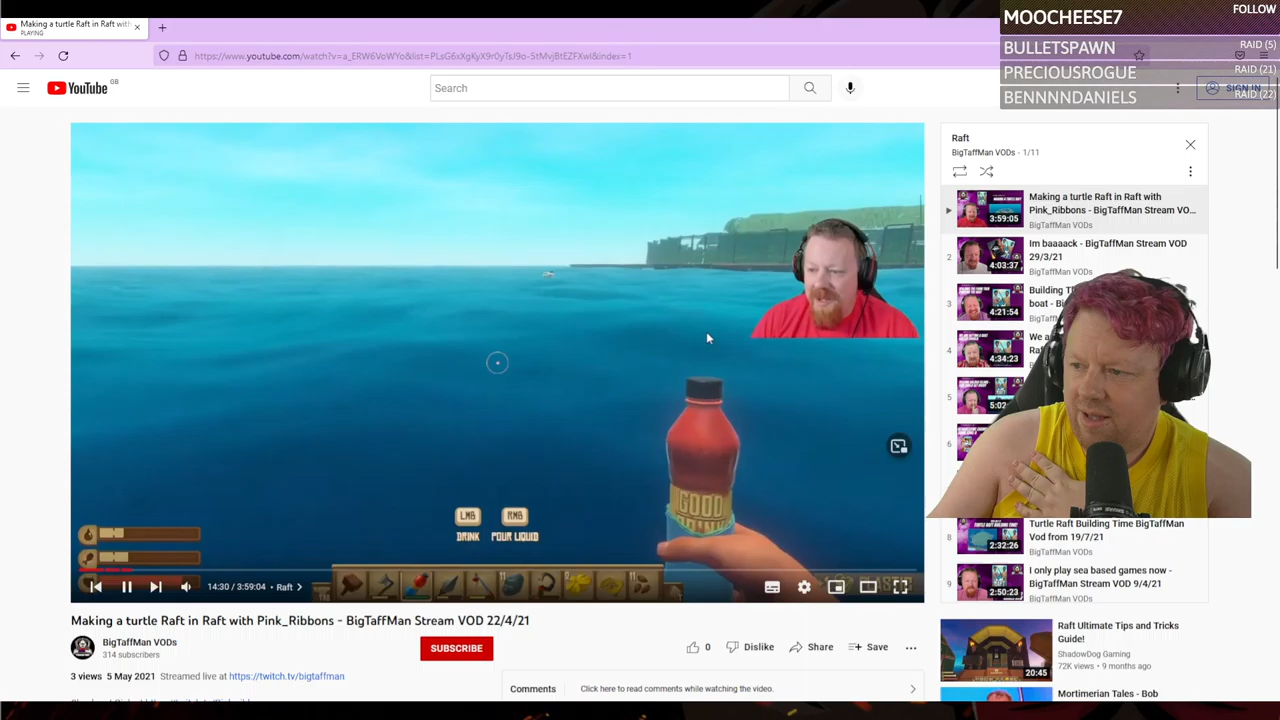 Making a turtle Raft in Raft with
PLAYING
https://www.youtube.com/watch?v=a_ERW6VoWYo&list=PLsG6xXgKyX9r0yTsJ9o-5tMvjBtEZFXwl&index=1
FOLLOW
MOOCHEESE7
BULLETSPAWN
RAID (5)
PRECIOUSROGUE
RAID (21)
BENNNNDANIELS
RAID (22)
SIGN IN
YouTube
GB
Search
Raft
BigTaffMan VODs - 1/11
Making a turtle Raft in Raft with
Pink_Ribbons - BigTaffMan Stream VO...
BigTaffMan VODs
3:59:05
2
Im baaaack - BigTaffMan Stream VOD
29/3/21
BigTaffMan VODs
4:03:37
3
boat - Bi
4:21:54
4
We a
4:34:23
5
5:02
6
8
Turtle Raft Building Time BigTaffMan
Vod from 19/7/21
BigTaffMan VODs
2:32:26
9
I only play sea based games now -
BigTaffMan Stream VOD 9/4/21
BigTaffMan VODs
2:50:23
GOOD
LMB
RMB
DRINK
POUR LIQUID
14:30 / 3:59:04 • Raft
Making a turtle Raft in Raft with Pink_Ribbons - BigTaffMan Stream VOD 22/4/21
BigTaffMan VODs
314 subscribers
SUBSCRIBE
0
Dislike
Share
Save
3 views 5 May 2021 Streamed live at https://twitch.tv/bigtaffman
Comments
Click here to read comments while watching the video.
Raft Ultimate Tips and Tricks
Guide!
ShadowDog Gaming
72K views • 9 months ago
20:45
Mortimerian Tales - Bob